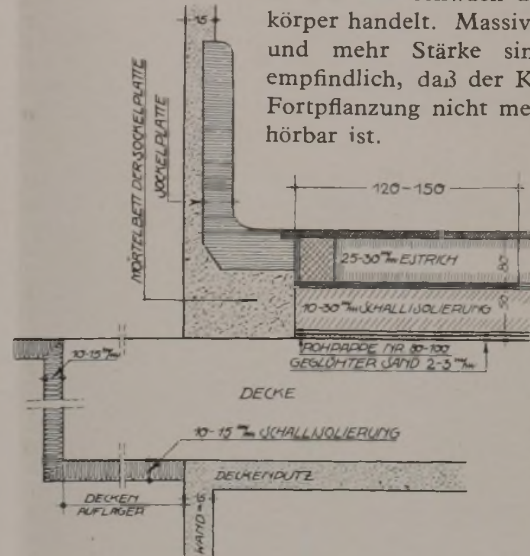 körper handelt. Massiv
und mehr Stärke sin
empfindlich, daß der K
Fortpflanzung nicht me
hörbar ist.
15
MÖRTELBETT DER SOCKELPLATTE
SOCKELPLATTE
120-150
25-30 m/m ESTRICH
10-30 m/m SCHALLISOLIERUNG
ROHPAPPE NR 80-100
GEGLÜHTER SAND 2-5 m/m
10-15 m/m
DECKE
10-15 m/m SCHALLISOLIERUNG
DECKENPUTZ
DECKEN
AUFLAGER
15
WAND